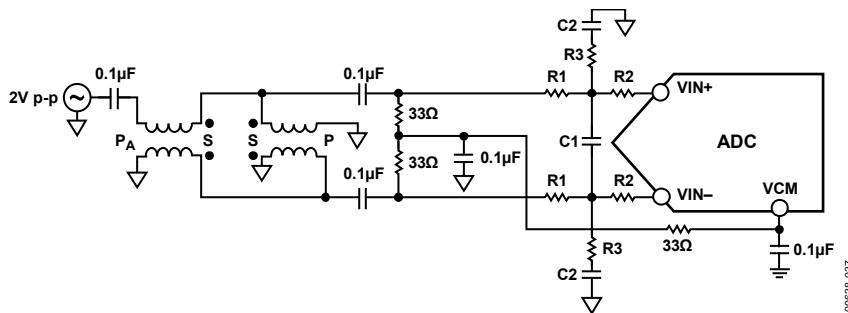 C2
R3
0.1µF
0.1µF
R1
R2
2V p-p
VIN+
33Ω
PA
S
S
P
C1
ADC
33Ω
0.1µF
0.1µF
R1
R2
VIN–
VCM
33Ω
R3
0.1µF
C2